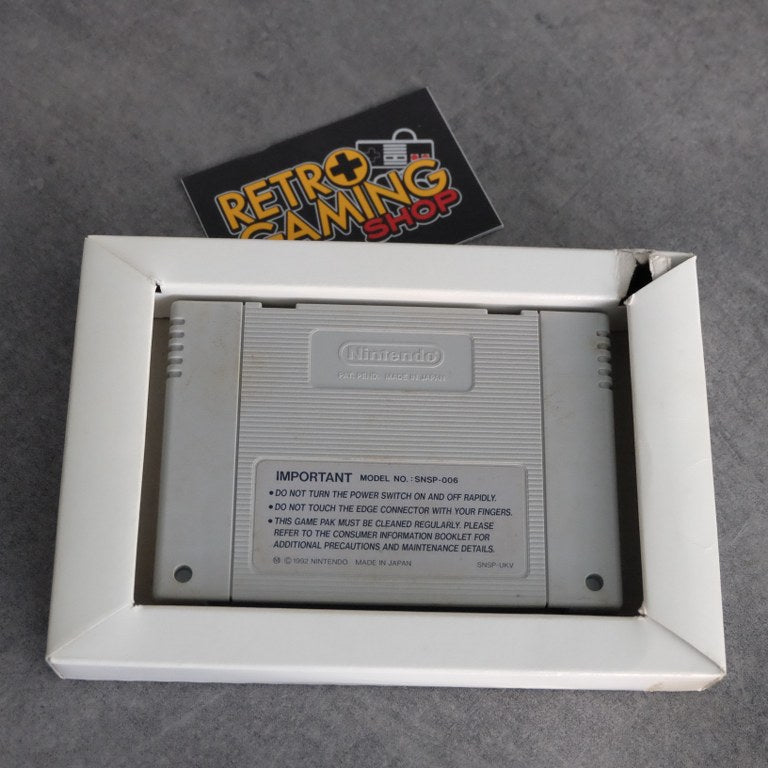 RETRO
GAMING
SHOP
Nintendo
PAT. PEND. MADE IN JAPAN
IMPORTANT MODEL NO. : SNSP-006
• DO NOT TURN THE POWER SWITCH ON AND OFF RAPIDLY.
• DO NOT TOUCH THE EDGE CONNECTOR WITH YOUR FINGERS.
• THIS GAME PAK MUST BE CLEANED REGULARLY. PLEASE
REFER TO THE CONSUMER INFORMATION BOOKLET FOR
ADDITIONAL PRECAUTIONS AND MAINTENANCE DETAILS.
Ⓜ © 1992 NINTENDO MADE IN JAPAN SNSP-UKV